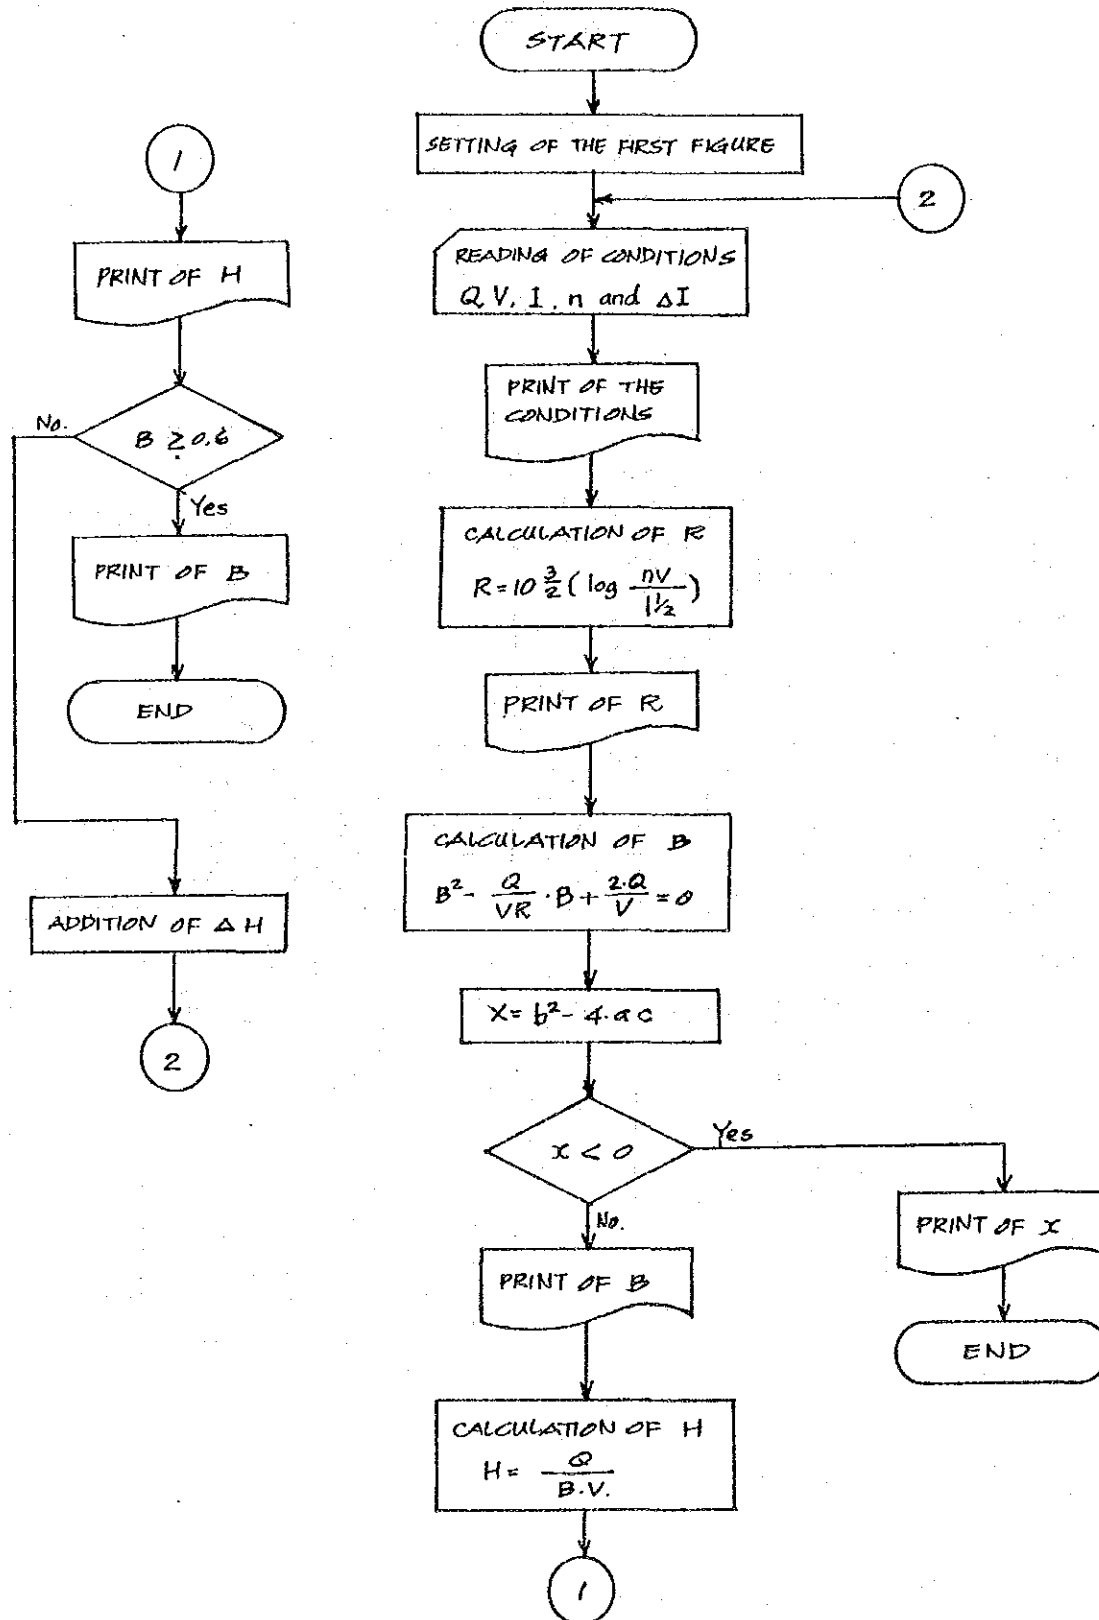 START
SETTING OF THE FIRST FIGURE
2
READING OF CONDITIONS
Q, V, I, n and ΔI
PRINT OF THE
CONDITIONS
CALCULATION OF R
R = 10 3/2 ( log nV / I 1/2 )
PRINT OF R
CALCULATION OF B
B² - Q/VR · B + 2·Q/V = 0
X = b² - 4·a c
x < 0
Yes
No.
PRINT OF x
END
PRINT OF B
CALCULATION OF H
H = Q / B.V.
1
1
PRINT OF H
B ≥ 0.6
No.
Yes
PRINT OF B
END
ADDITION OF Δ H
2